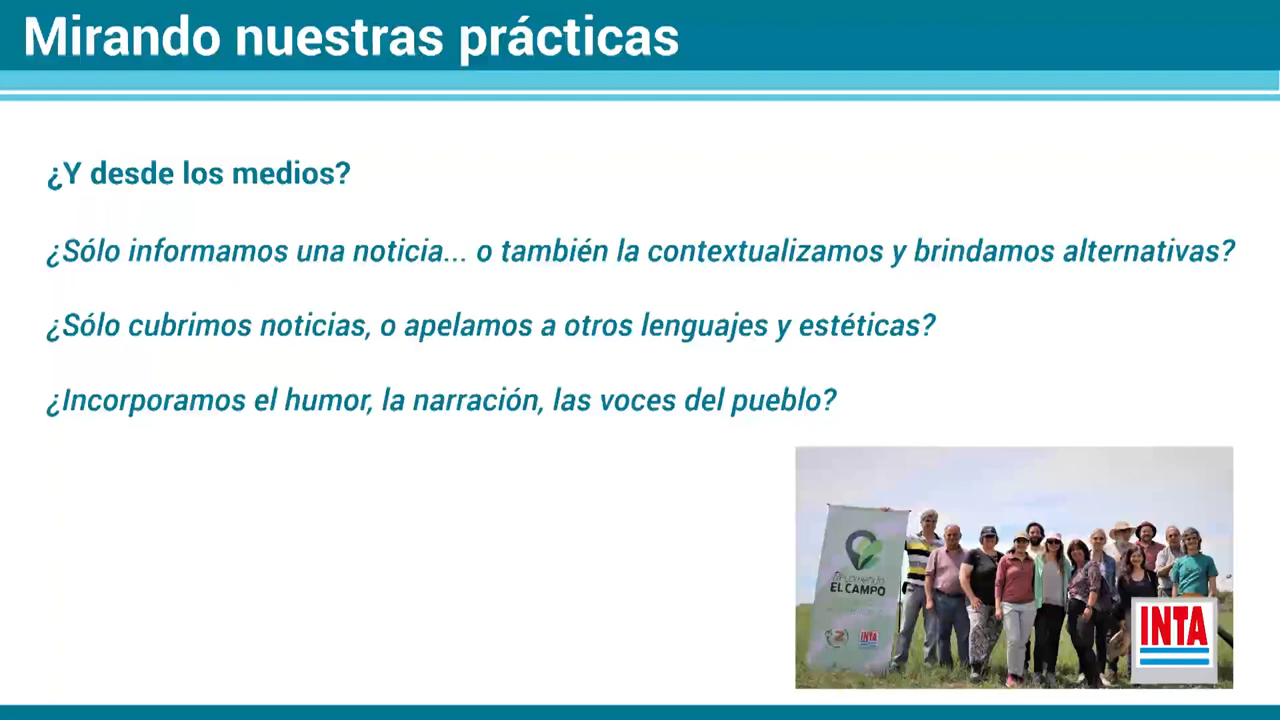 Mirando nuestras prácticas
¿Y desde los medios?
¿Sólo informamos una noticia... o también la contextualizamos y brindamos alternativas?
¿Sólo cubrimos noticias, o apelamos a otros lenguajes y estéticas?
¿Incorporamos el humor, la narración, las voces del pueblo?
EL CAMPO
INTA
INTA